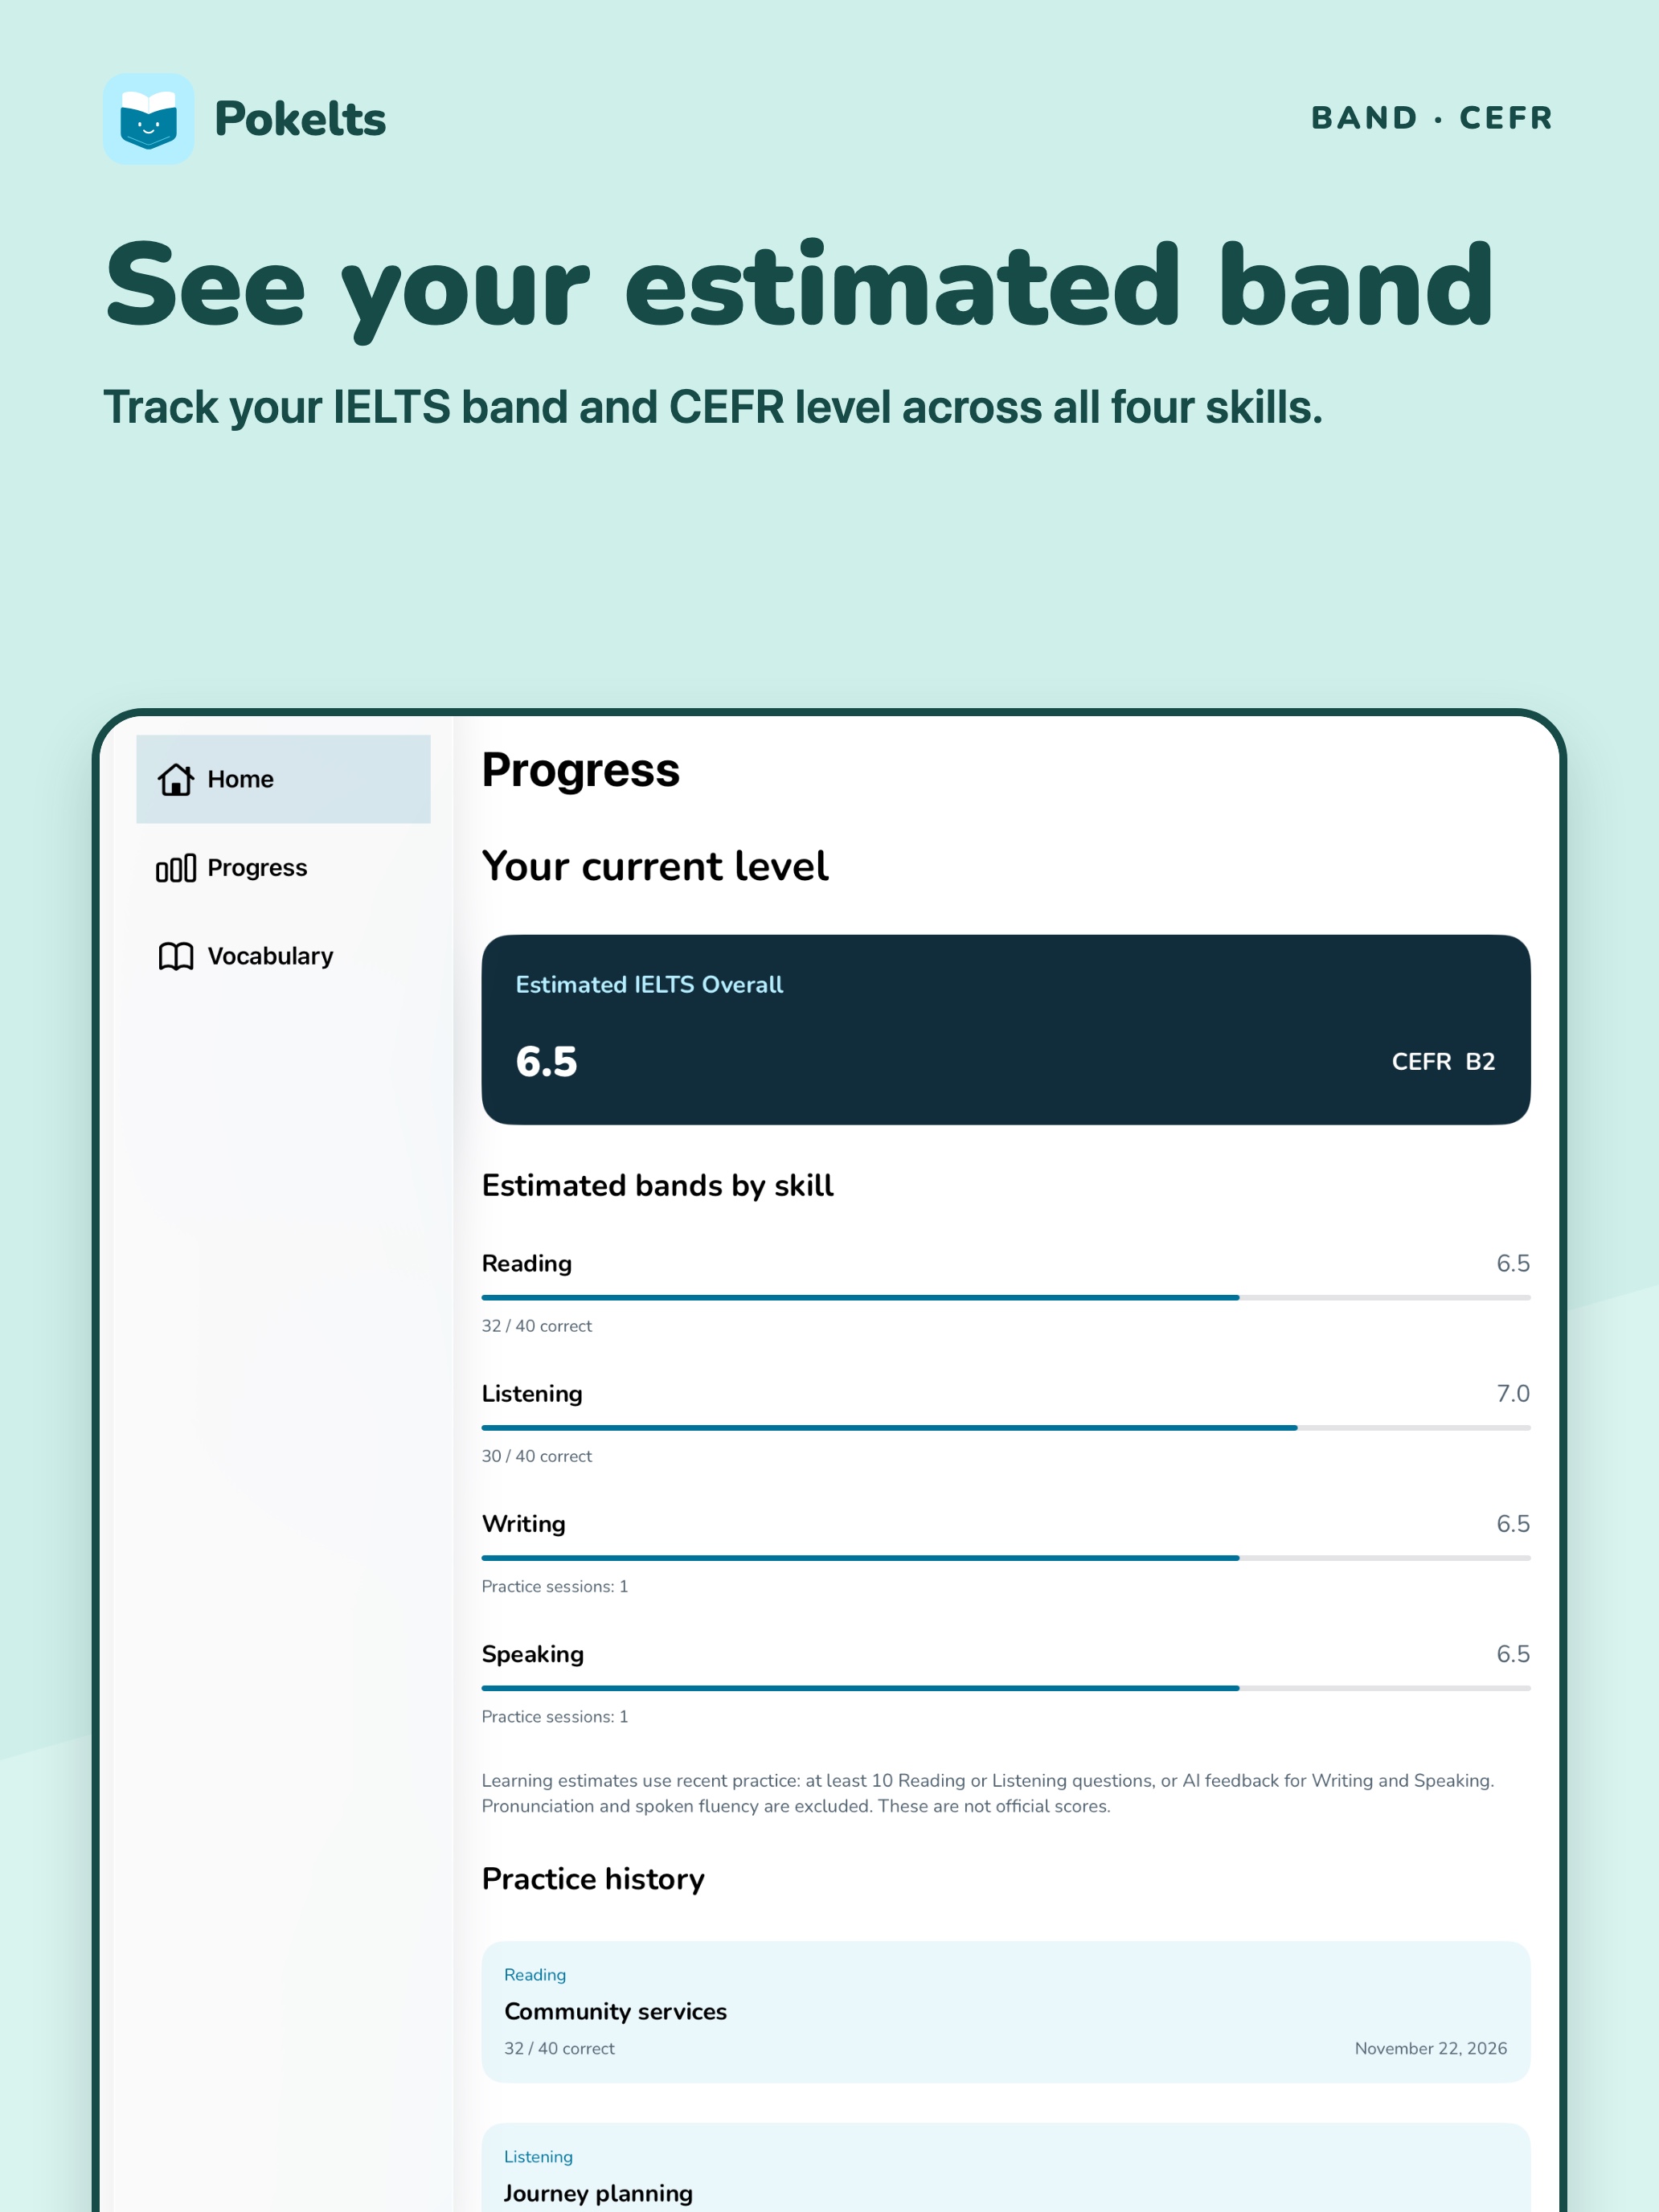 Pokelts
BAND · CEFR
See your estimated band
Track your IELTS band and CEFR level across all four skills.
Home
Progress
Vocabulary
Progress
Your current level
Estimated IELTS Overall
6.5
CEFR B2
Estimated bands by skill
Reading
6.5
32 / 40 correct
Listening
7.0
30 / 40 correct
Writing
6.5
Practice sessions: 1
Speaking
6.5
Practice sessions: 1
Learning estimates use recent practice: at least 10 Reading or Listening questions, or AI feedback for Writing and Speaking.
Pronunciation and spoken fluency are excluded. These are not official scores.
Practice history
Reading
Community services
32 / 40 correct
November 22, 2026
Listening
Journey planning